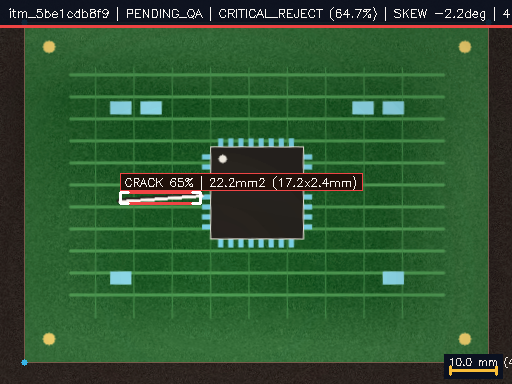 itm_5be1cdb8f9 | PENDING_QA | CRITICAL_REJECT (64.7%) | SKEW -2.2deg | 4
CRACK 65% | 22.2mm2 (17.2x2.4mm)
10.0 mm (4